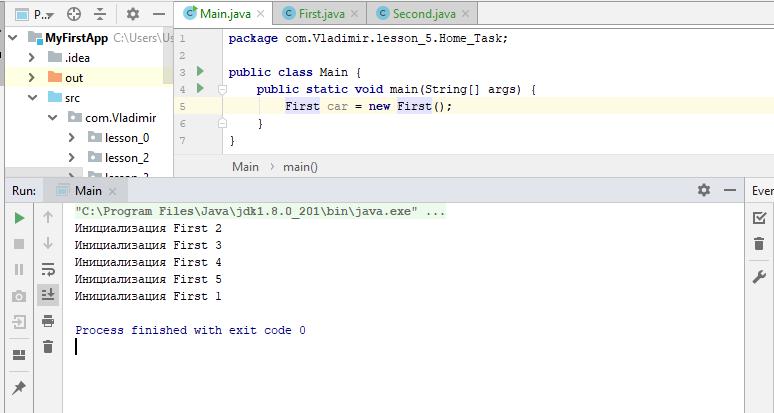 P..
Main.java
First.java
Second.java
MyFirstApp C:\Users\Us
.idea
out
src
com.Vladimir
lesson_0
lesson_2
1
2
3
4
5
6
7
package com.Vladimir.lesson_5.Home_Task;
public class Main {
public static void main(String[] args) {
First car = new First();
}
}
Main > main()
Run: Main
Ever
"C:\Program Files\Java\jdk1.8.0_201\bin\java.exe" ...
Инициализация First 2
Инициализация First 3
Инициализация First 4
Инициализация First 5
Инициализация First 1
Process finished with exit code 0